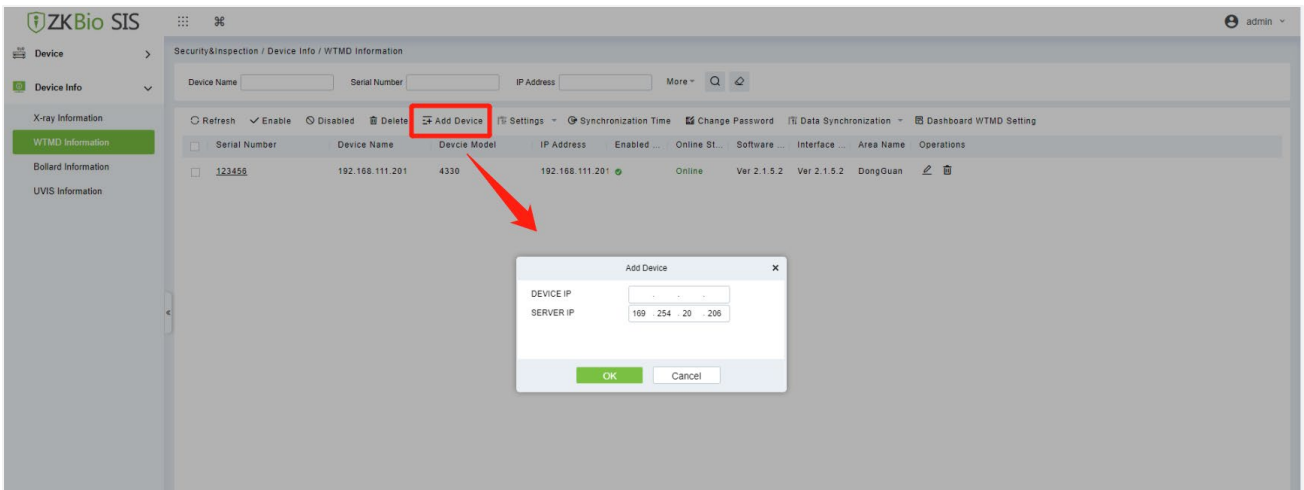 ZKBio SIS
admin
Device
Device Info
X-ray Information
WTMD Information
Bollard Information
UVIS Information
Security&Inspection / Device Info / WTMD Information
Device Name Serial Number IP Address More
Refresh Enable Disabled Delete Add Device Settings Synchronization Time Change Password Data Synchronization Dashboard WTMD Setting
Serial Number Device Name Devcie Model IP Address Enabled ... Online St... Software ... Interface ... Area Name Operations
123456 192.168.111.201 4330 192.168.111.201 Online Ver 2.1.5.2 Ver 2.1.5.2 DongGuan
Add Device
DEVICE IP . . .
SERVER IP 169 . 254 . 20 . 206
OK Cancel